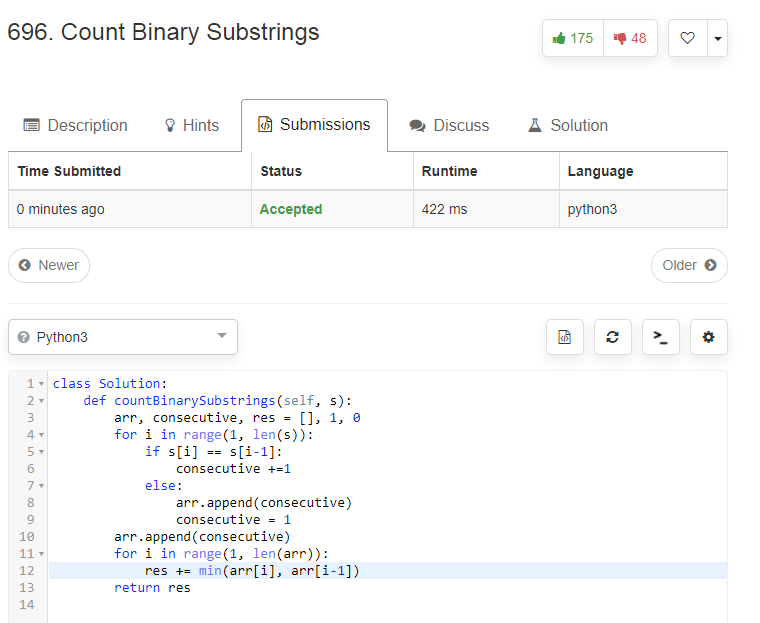 696. Count Binary Substrings
175 48
Description Hints Submissions Discuss Solution
Time Submitted Status Runtime Language
0 minutes ago Accepted 422 ms python3
Newer Older
Python3
1 class Solution:
2     def countBinarySubstrings(self, s):
3         arr, consecutive, res = [], 1, 0
4         for i in range(1, len(s)):
5             if s[i] == s[i-1]:
6                 consecutive +=1
7             else:
8                 arr.append(consecutive)
9                 consecutive = 1
10         arr.append(consecutive)
11         for i in range(1, len(arr)):
12             res += min(arr[i], arr[i-1])
13         return res
14